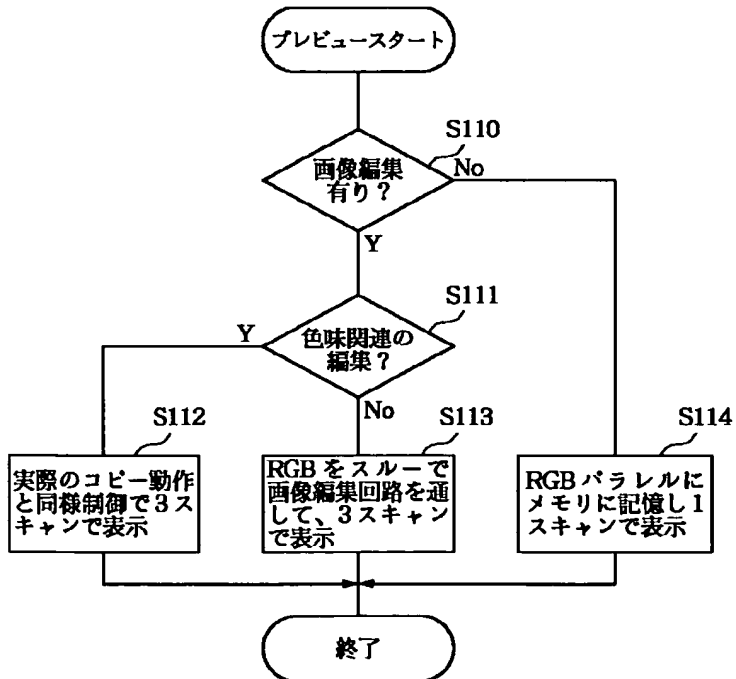 プレビュースタート
S110
画像編集
有り？
No
Y
S111
色味関連の
編集？
Y
No
S112
実際のコピー動作
と同様制御で3ス
キャンで表示
S113
RGBをスルーで
画像編集回路を通
して、3スキャン
で表示
S114
RGBパラレルに
メモリに記憶し1
スキャンで表示
終了